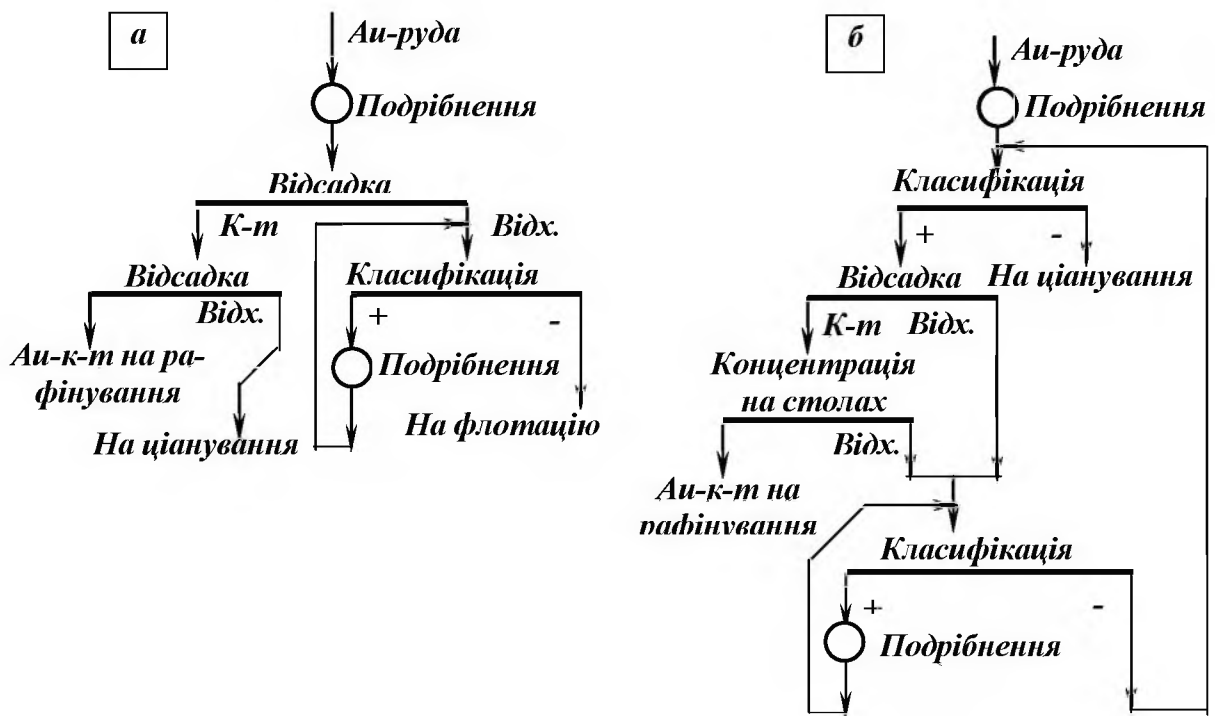 а
Au-руда
Подрібнення
Відсадка
К-т
Відх.
Відсадка
Класифікація
Відх.
+
-
Au-к-т на ра-
фінування
Подрібнення
На ціанування
На флотацію
б
Au-руда
Подрібнення
Класифікація
+
-
Відсадка
На ціанування
К-т
Відх.
Концентрація
на столах
Відх.
Au-к-т на
рафінування
Класифікація
+
-
Подрібнення